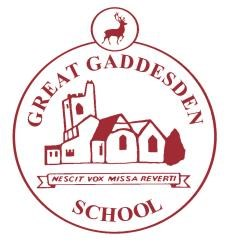 GREAT GADDESDEN
NESCIT VOX MISSA REVERTI
SCHOOL